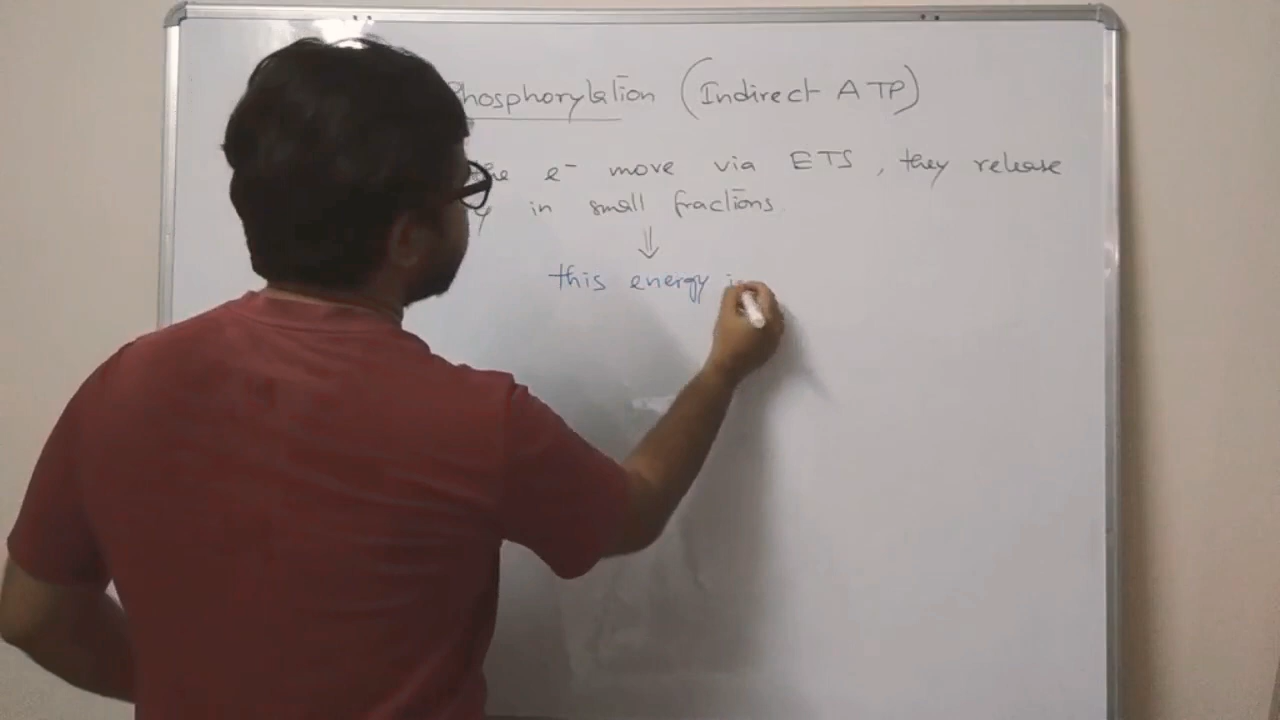 Phosphorylation (Indirect ATP)
e⁻ move via ETS, they release
in small fractions
⇓
this energy